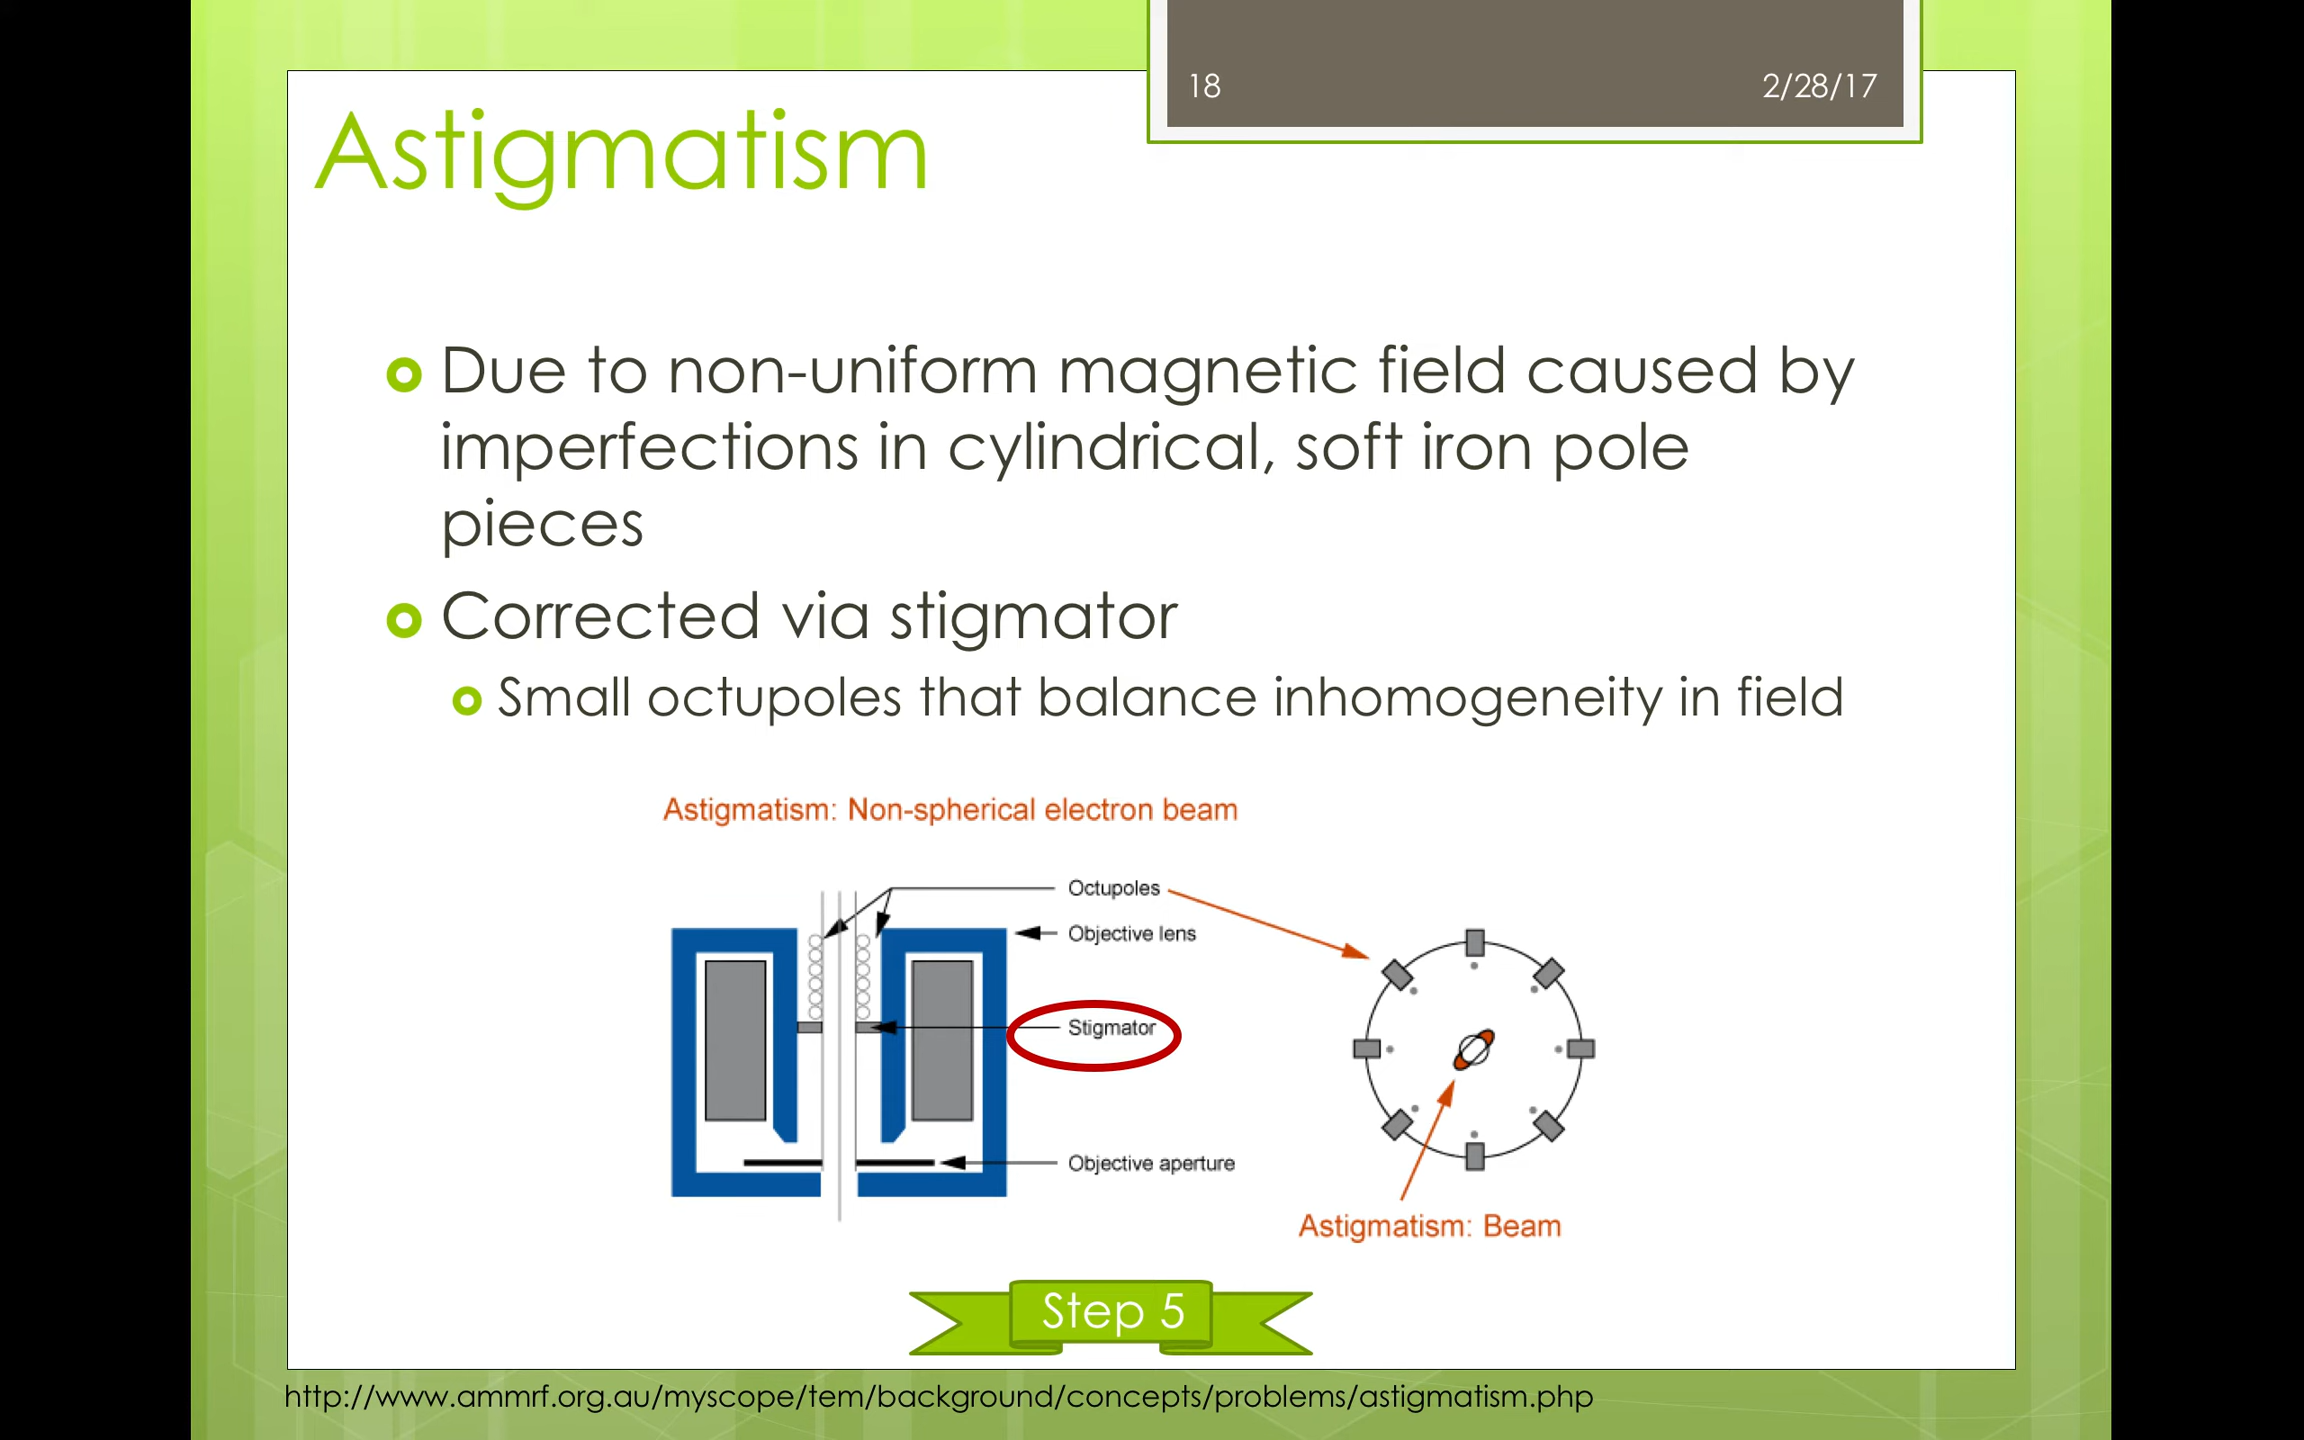 18
2/28/17
Astigmatism
Due to non-uniform magnetic field caused by
imperfections in cylindrical, soft iron pole
pieces
Corrected via stigmator
Small octupoles that balance inhomogeneity in field
Astigmatism: Non-spherical electron beam
Octupoles
Objective lens
Stigmator
Objective aperture
Astigmatism: Beam
Step 5
http://www.ammrf.org.au/myscope/tem/background/concepts/problems/astigmatism.php